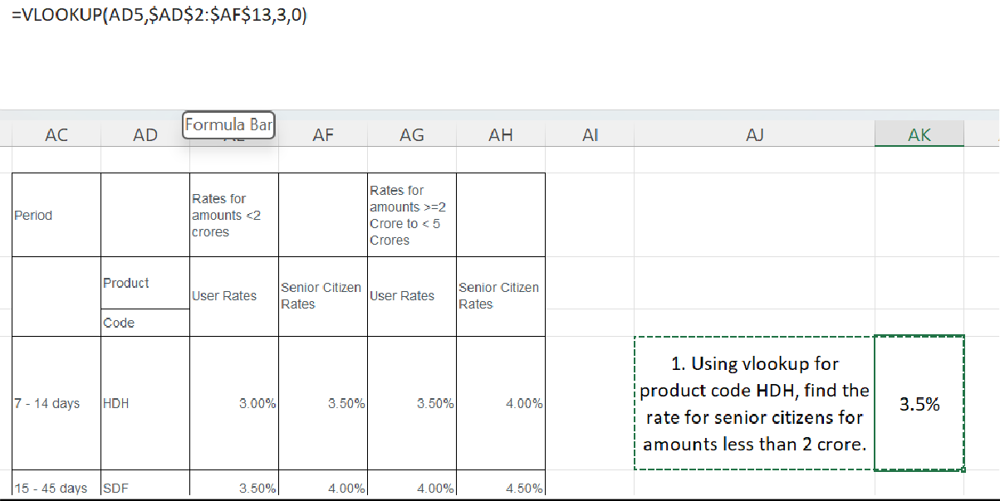 =VLOOKUP(AD5,$AD$2:$AF$13,3,0)
Formula Bar
AC AD AF AG AH AI AJ AK
Period
Rates for
amounts <2
crores
Rates for
amounts >=2
Crore to < 5
Crores
Product
Code
User Rates
Senior Citizen
Rates
User Rates
Senior Citizen
Rates
7 - 14 days HDH 3.00% 3.50% 3.50% 4.00%
1. Using vlookup for
product code HDH, find the
rate for senior citizens for
amounts less than 2 crore.
3.5%
15 - 45 days SDF 3.50% 4.00% 4.00% 4.50%